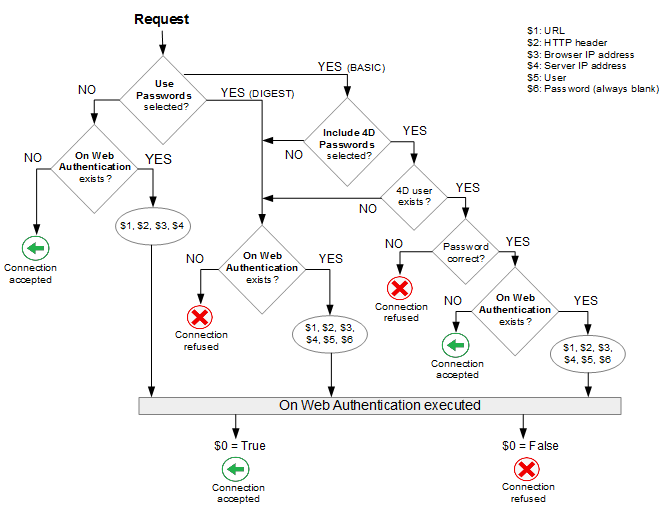 Request
$1: URL
$2: HTTP header
$3: Browser IP address
$4: Server IP address
$5: User
$6: Password (always blank)
YES (BASIC)
NO
Use
Passwords
selected?
YES (DIGEST)
Include 4D
Passwords
selected?
YES
NO
NO
On Web
Authentication
exists?
YES
4D user
exists?
YES
NO
$1, $2, $3, $4
Connection
accepted
NO
On Web
Authentication
exists?
YES
NO
Password
correct?
YES
Connection
refused
Connection
refused
NO
On Web
Authentication
exists?
YES
$1, $2, $3,
$4, $5, $6
Connection
accepted
$1, $2, $3,
$4, $5, $6
On Web Authentication executed
$0 = True
$0 = False
Connection
accepted
Connection
refused